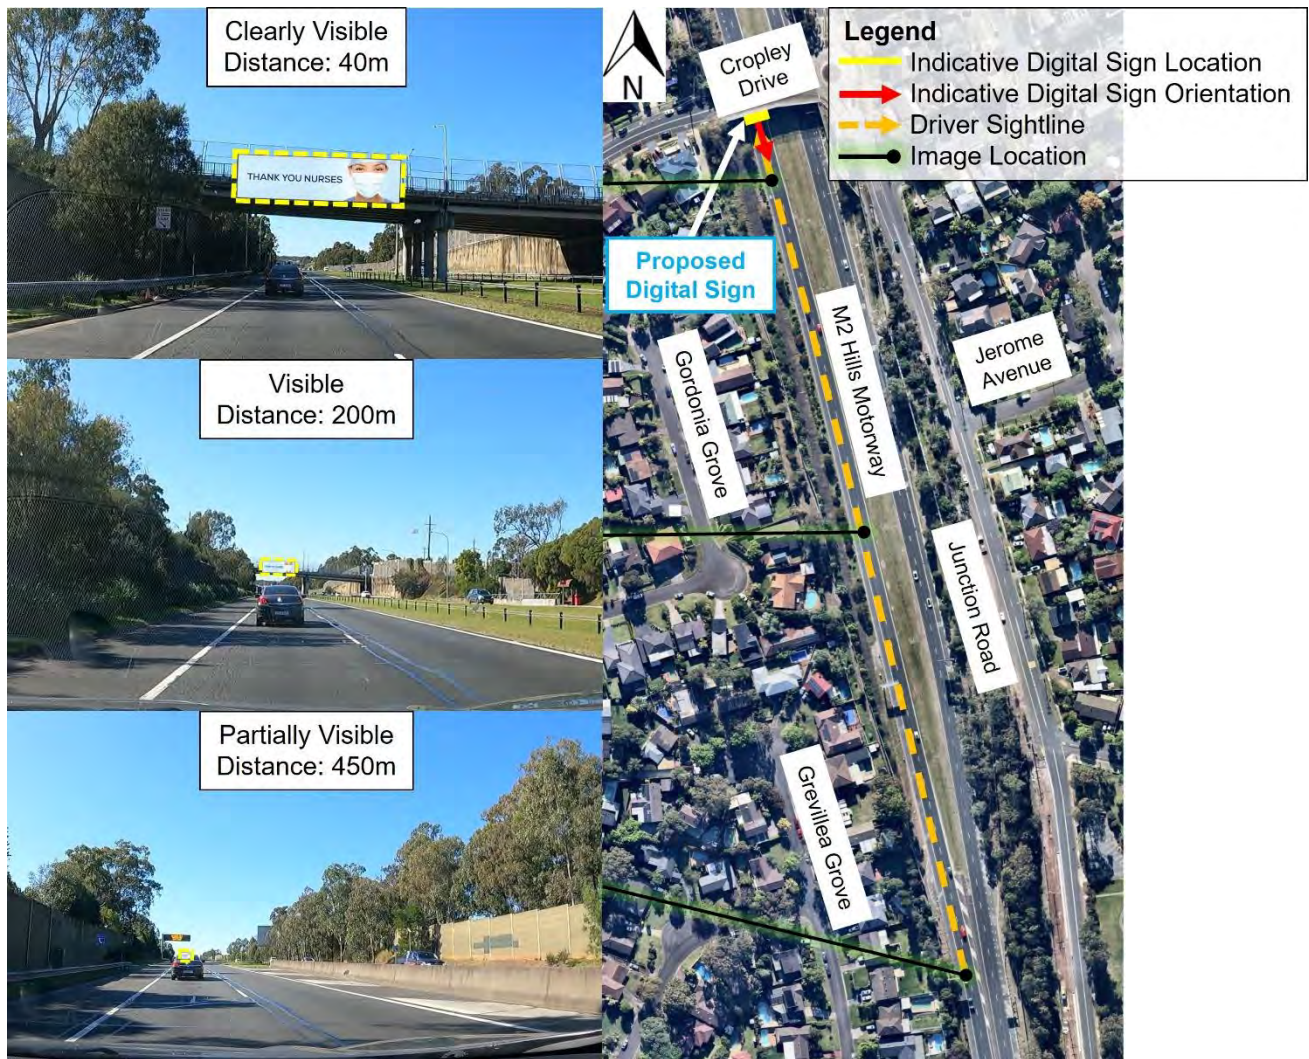 Clearly Visible
Distance: 40m
THANK YOU NURSES
Visible
Distance: 200m
Partially Visible
Distance: 450m
N
Cropley
Drive
Legend
Indicative Digital Sign Location
Indicative Digital Sign Orientation
Driver Sightline
Image Location
Proposed
Digital Sign
M2 Hills Motorway
Gordonia Grove
Jerome
Avenue
Junction Road
Grevillea Grove